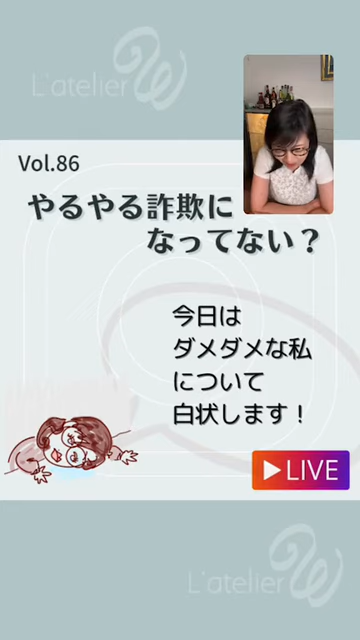 L'atelier W
Vol.86
やるやる詐欺に
なってない？
今日は
ダメダメな私
について
白状します！
LIVE
L'atelier W